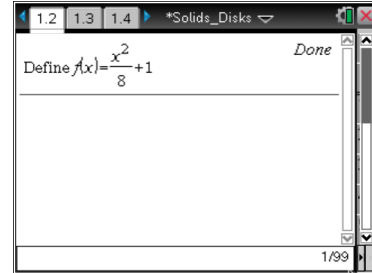 1.2 1.3 1.4 *Solids_Disks
Define f(x)=x²/8+1 Done
1/99